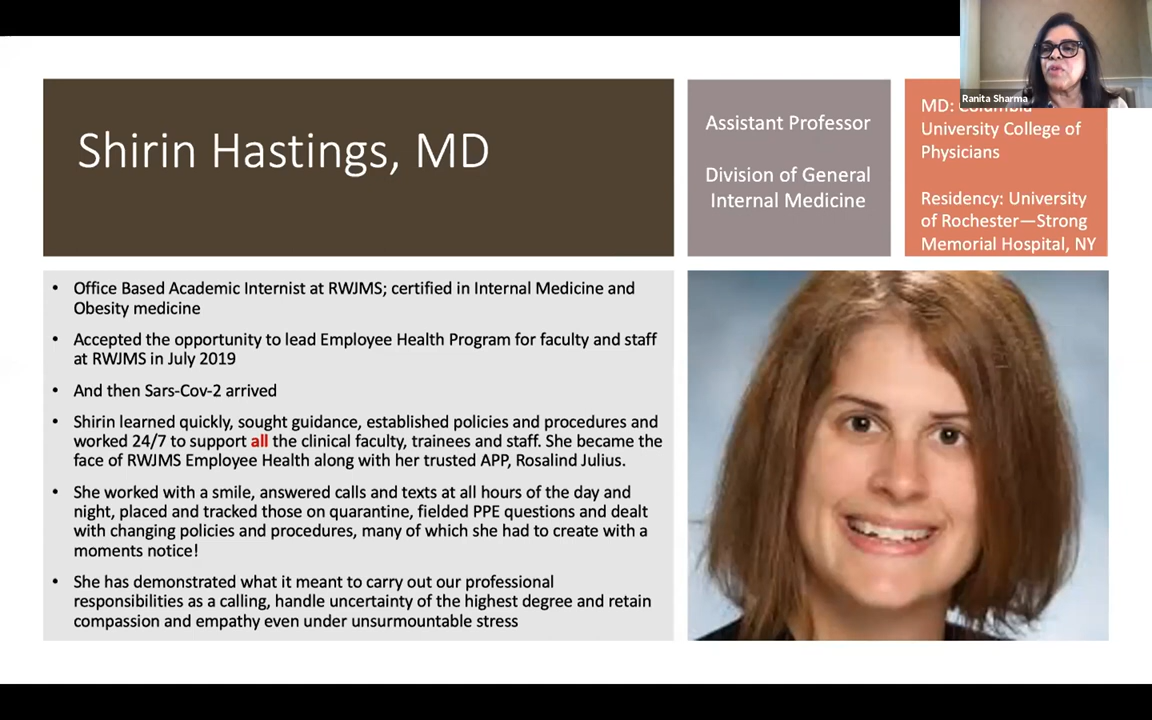 Shirin Hastings, MD
Assistant Professor
Division of General
Internal Medicine
Ranita Sharma
MD: Columbia
University College of
Physicians
Residency: University
of Rochester—Strong
Memorial Hospital, NY
• Office Based Academic Internist at RWJMS; certified in Internal Medicine and
Obesity medicine
• Accepted the opportunity to lead Employee Health Program for faculty and staff
at RWJMS in July 2019
• And then Sars-Cov-2 arrived
• Shirin learned quickly, sought guidance, established policies and procedures and
worked 24/7 to support all the clinical faculty, trainees and staff. She became the
face of RWJMS Employee Health along with her trusted APP, Rosalind Julius.
• She worked with a smile, answered calls and texts at all hours of the day and
night, placed and tracked those on quarantine, fielded PPE questions and dealt
with changing policies and procedures, many of which she had to create with a
moments notice!
• She has demonstrated what it meant to carry out our professional
responsibilities as a calling, handle uncertainty of the highest degree and retain
compassion and empathy even under unsurmountable stress